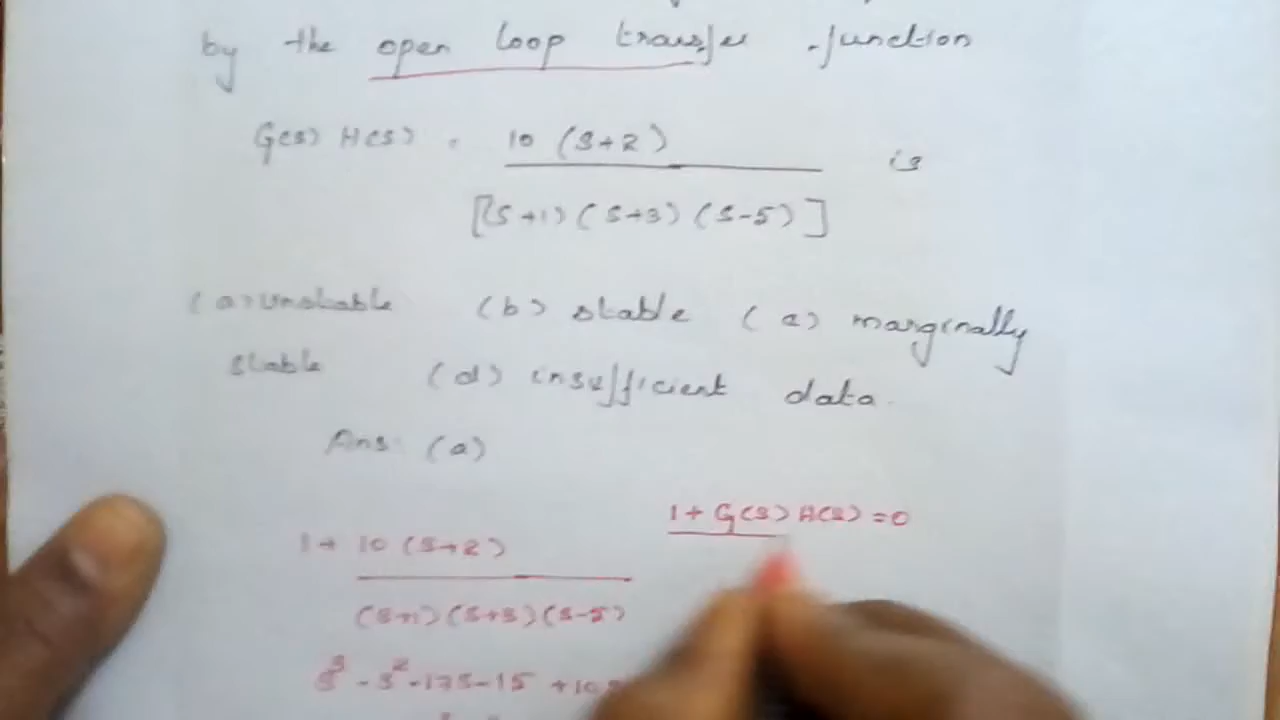 by the open loop transfer function
G(s) H(s) = 10 (s+2) is
[(s+1) (s+3) (s-5)]
(a) unstable (b) stable (c) marginally
stable (d) insufficient data.
Ans: (a)
1 + G(s) H(s) = 0
1 + 10 (s+2)
(s+1) (s+3) (s-5)
s³ - s² - 17s - 15 + 10